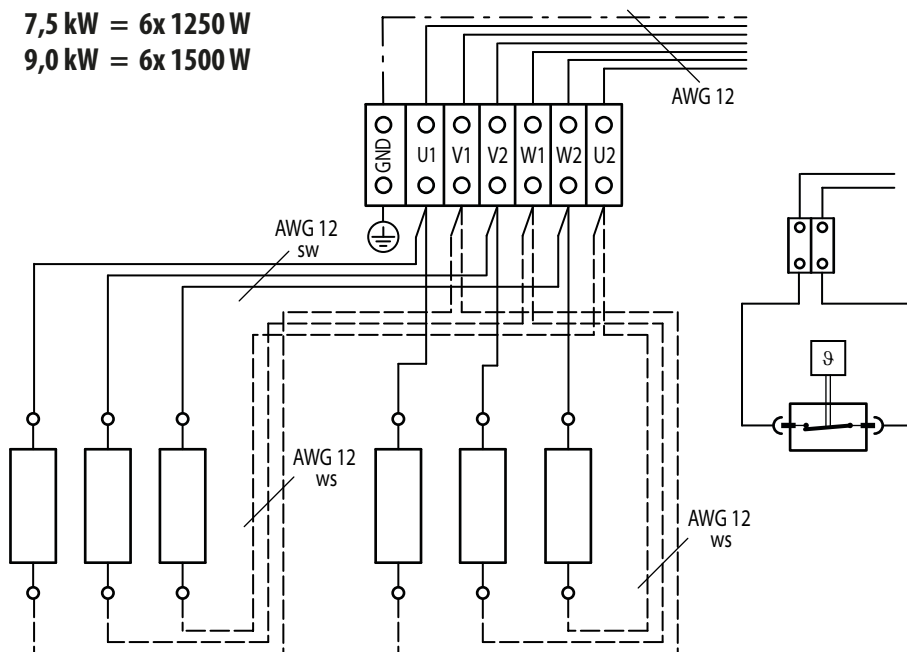 7,5 kW = 6x 1250 W
9,0 kW = 6x 1500 W
AWG 12
GND U1 V1 V2 W1 W2 U2
AWG 12
sw
ϑ
AWG 12
ws
AWG 12
ws